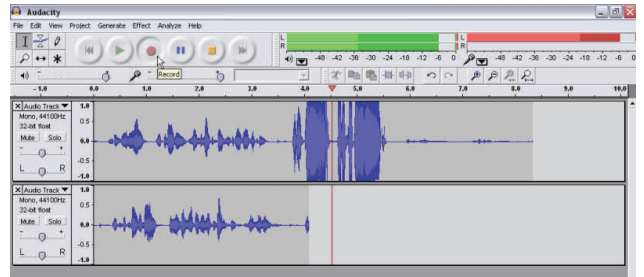 Audacity
File Edit View Project Generate Effect Analyze Help
L
R
-48 -42 -36 -30 -24 -18 -12 -6 0
L
R
-48 -42 -36 -30 -24 -18 -12 -6 0
Record
-1.0 0.0 1.0 2.0 3.0 4.0 5.0 6.0 7.0 8.0 9.0 10.0
X Audio Track
Mono, 44100Hz
32-bit float
Mute Solo
- +
L R
1.0
0.5
0.0
-0.5
-1.0
X Audio Track
Mono, 44100Hz
32-bit float
Mute Solo
- +
L R
1.0
0.5
0.0
-0.5
-1.0